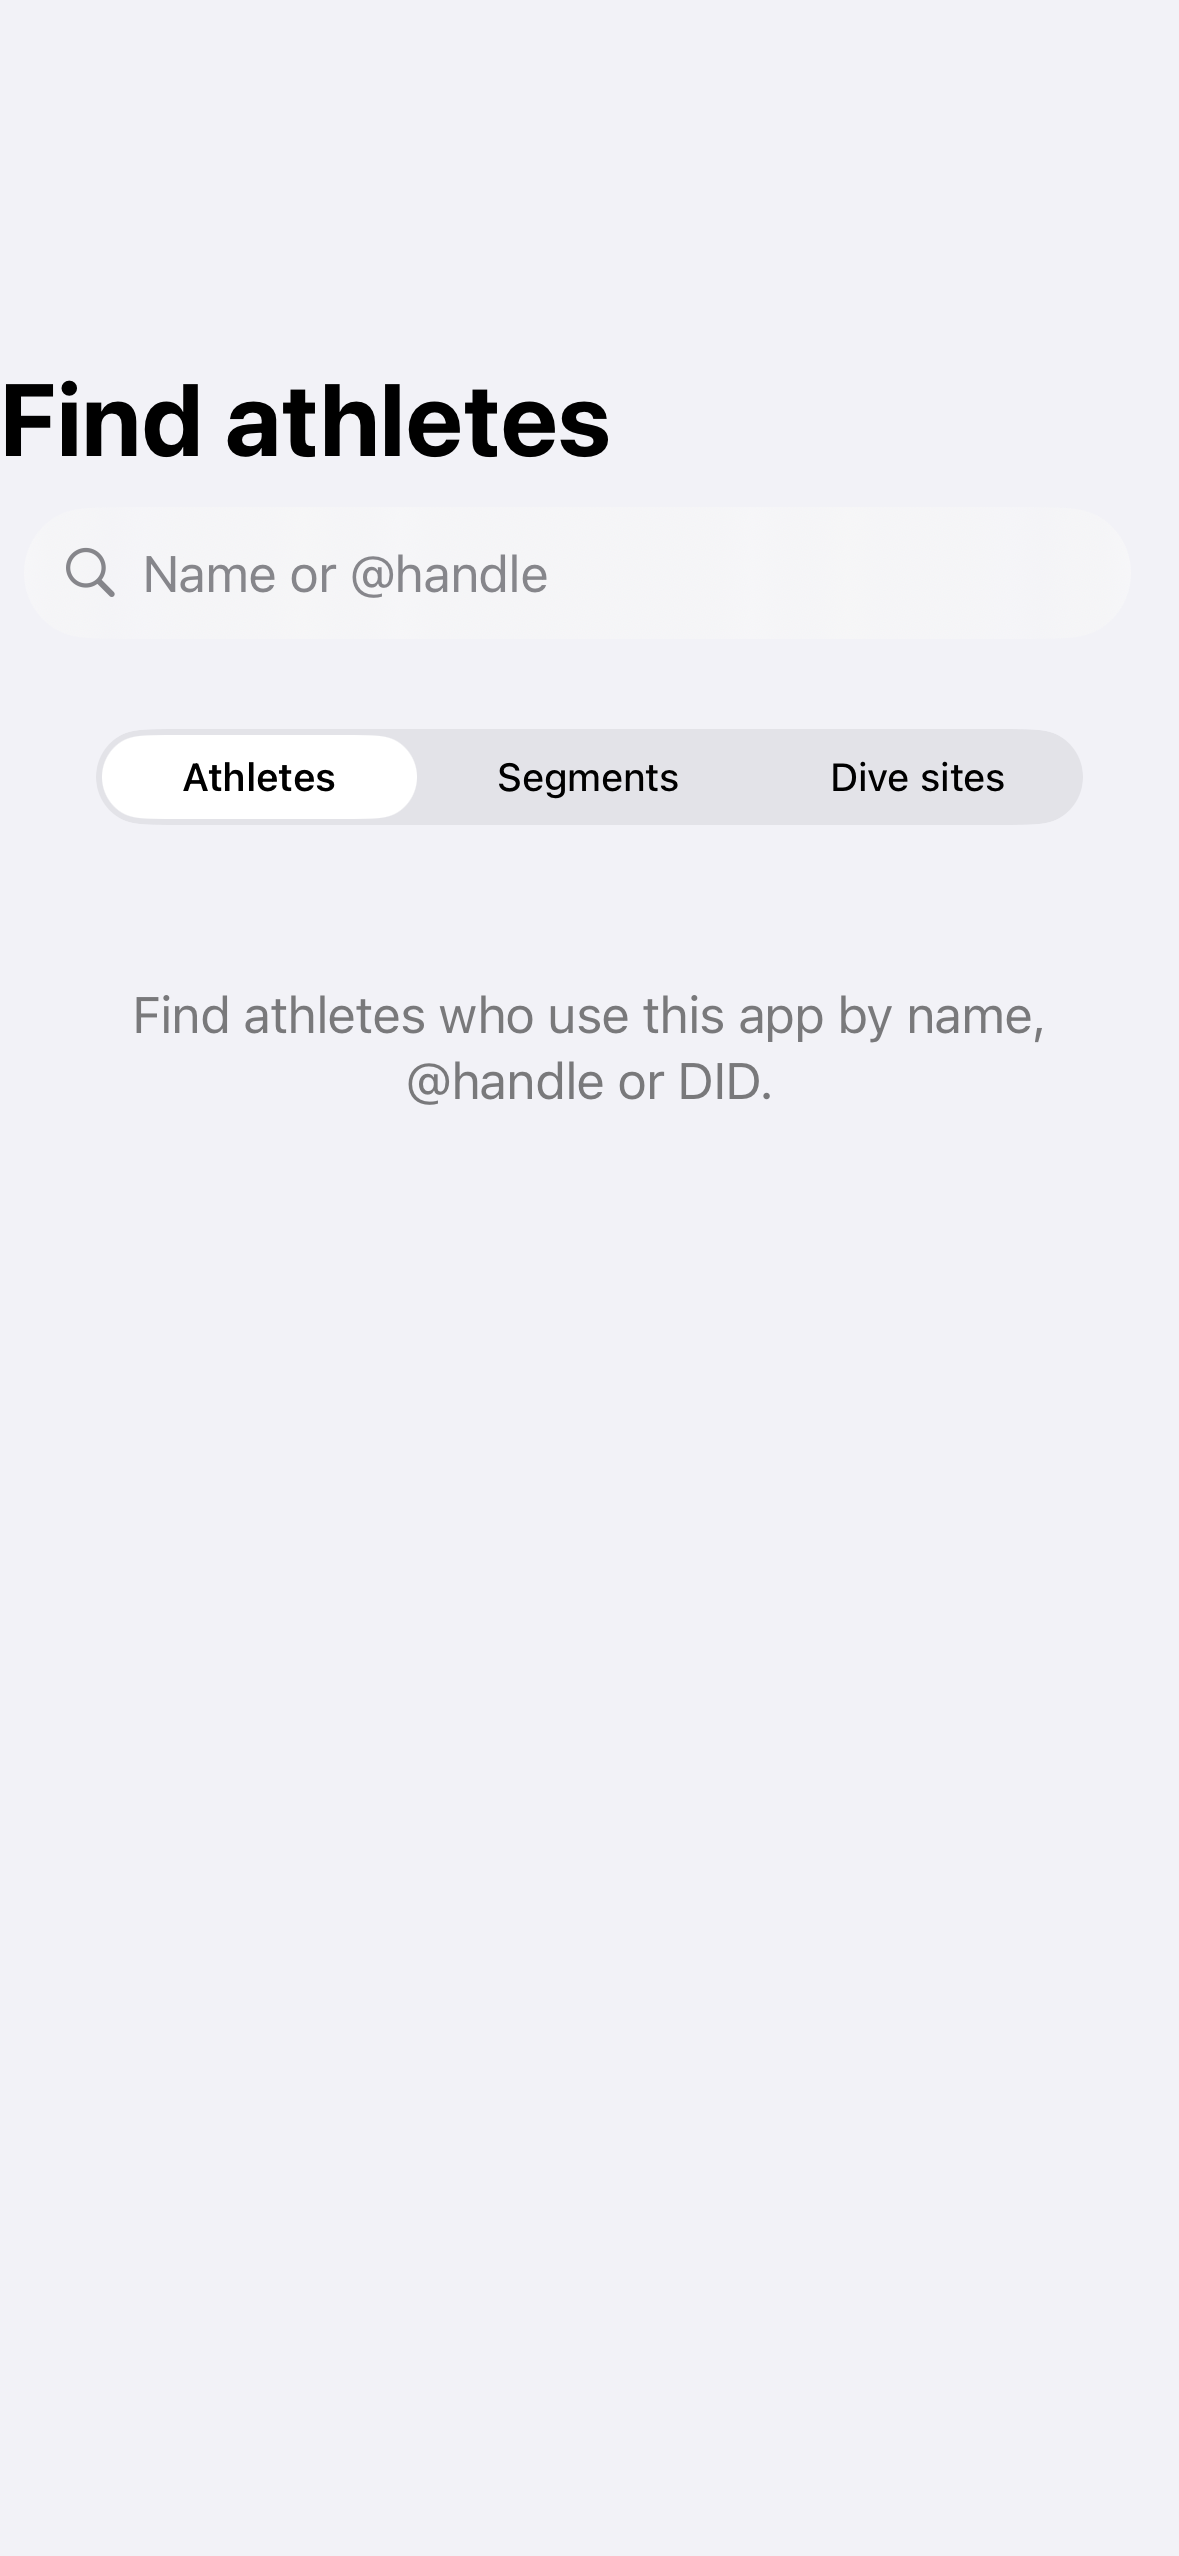 Find athletes
Name or @handle
Athletes
Segments
Dive sites
Find athletes who use this app by name,
@handle or DID.